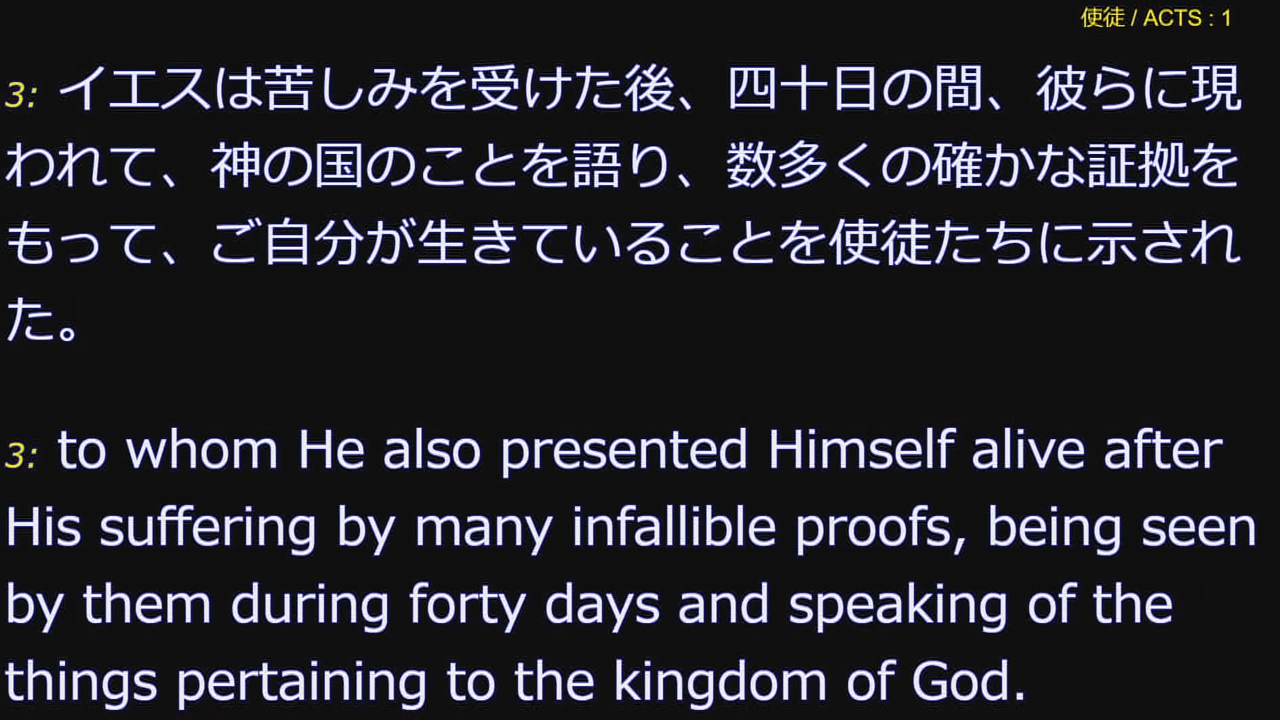 使徒 / ACTS : 1
3: イエスは苦しみを受けた後、四十日の間、彼らに現
われて、神の国のことを語り、数多くの確かな証拠を
もって、ご自分が生きていることを使徒たちに示され
た。
3: to whom He also presented Himself alive after
His suffering by many infallible proofs, being seen
by them during forty days and speaking of the
things pertaining to the kingdom of God.